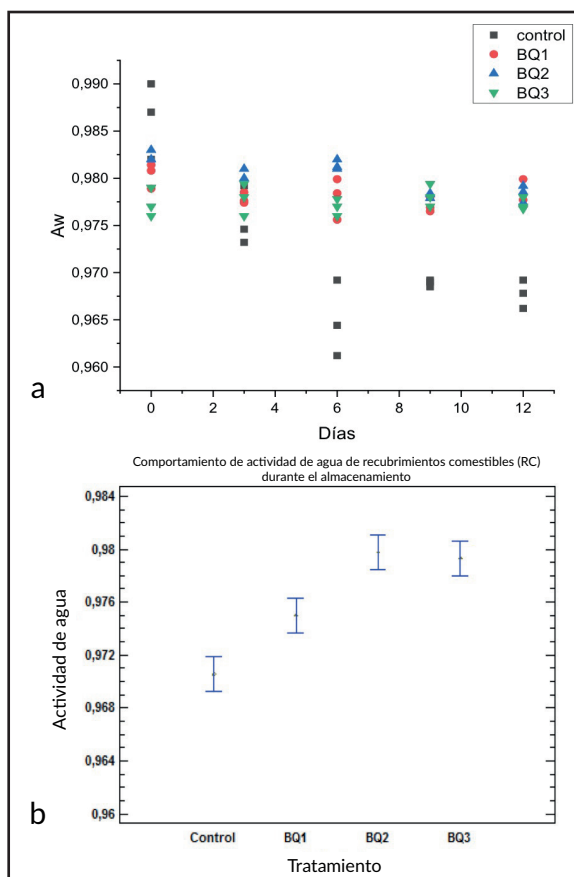 control
BQ1
BQ2
BQ3
0,990
0,985
0,980
0,975
0,970
0,965
0,960
Aw
0 2 4 6 8 10 12
Días
a
Comportamiento de actividad de agua de recubrimientos comestibles (RC)
durante el almacenamiento
0,984
0,98
0,976
0,972
0,968
0,964
0,96
Actividad de agua
Control BQ1 BQ2 BQ3
Tratamiento
b